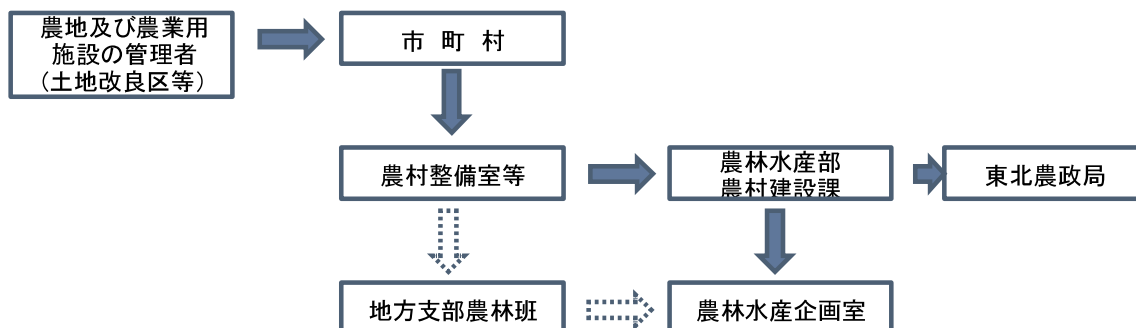 農地及び農業用
施設の管理者
（土地改良区等）
市　町　村
農村整備室等
農林水産部
農村建設課
東北農政局
地方支部農林班
農林水産企画室